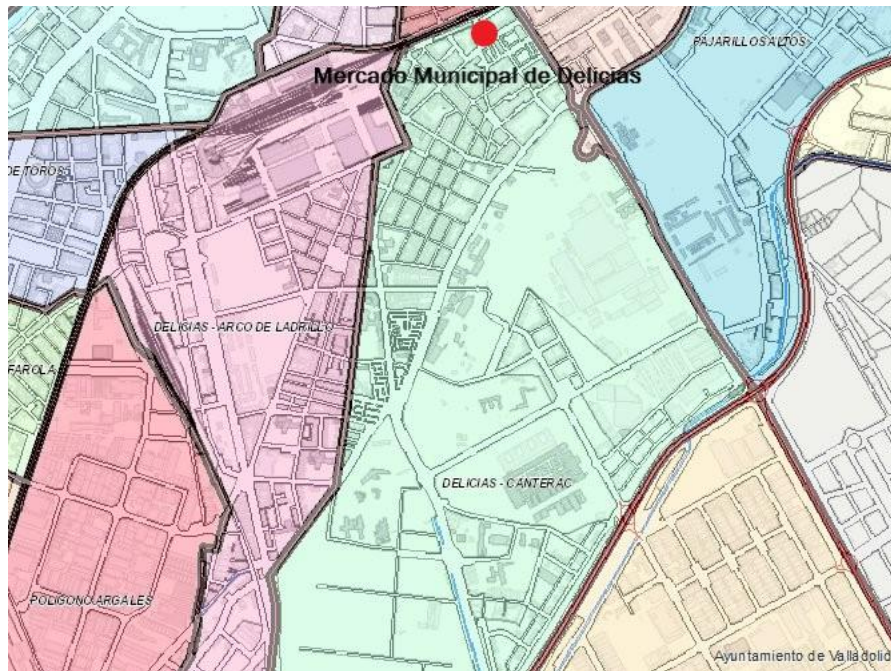 PAJARILLOS ALTOS
Mercado Municipal de Delicias
DE TOROS
DELICIAS - ARCO DE LADRILLO
FAROLA
DELICIAS - CANTERAC
POLIGONO ARGALES
Ayuntamiento de Valladolid